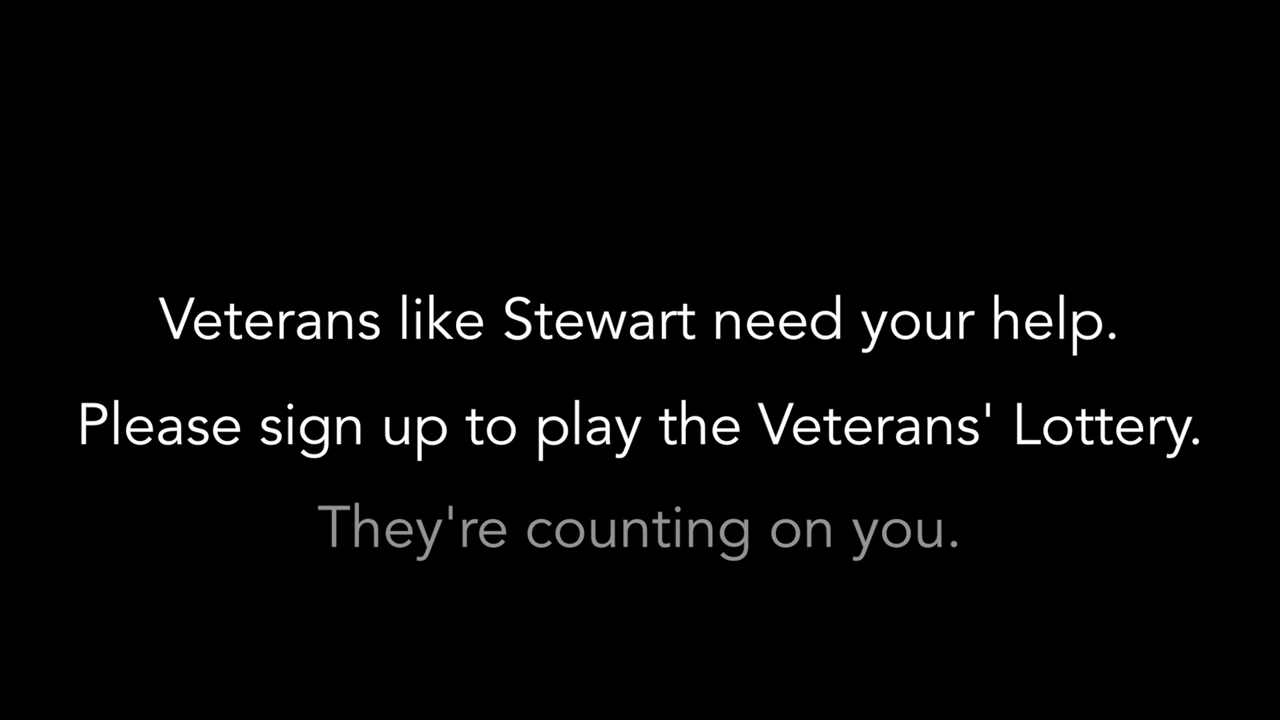 Veterans like Stewart need your help.
Please sign up to play the Veterans' Lottery.
They're counting on you.